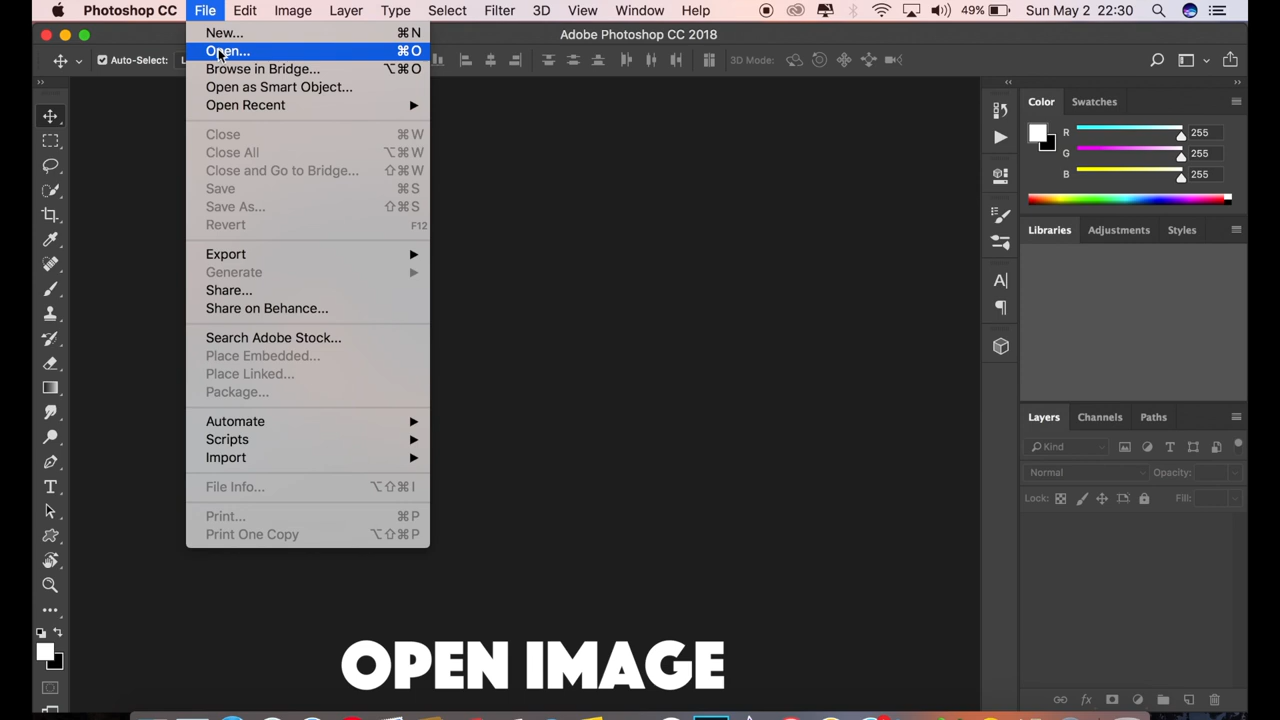 Photoshop CC File Edit Image Layer Type Select Filter 3D View Window Help 49% Sun May 2 22:30
Adobe Photoshop CC 2018
Auto-Select: 3D Mode:
New... ⌘N
Open... ⌘O
Browse in Bridge... ⌥⌘O
Open as Smart Object...
Open Recent
Close ⌘W
Close All ⌥⌘W
Close and Go to Bridge... ⇧⌘W
Save ⌘S
Save As... ⇧⌘S
Revert F12
Export
Generate
Share...
Share on Behance...
Search Adobe Stock...
Place Embedded...
Place Linked...
Package...
Automate
Scripts
Import
File Info... ⌥⇧⌘I
Print... ⌘P
Print One Copy ⌥⇧⌘P
Color Swatches
R 255
G 255
B 255
Libraries Adjustments Styles
Layers Channels Paths
Kind
Normal Opacity:
Lock: Fill:
OPEN IMAGE